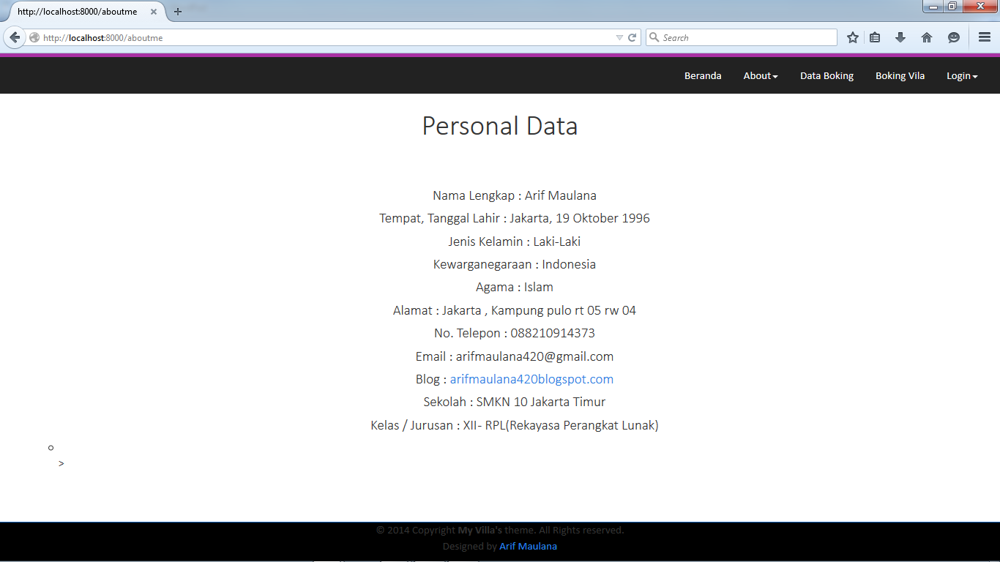 http://localhost:8000/aboutme
http://localhost:8000/aboutme
Search
Beranda
About
Data Boking
Boking Vila
Login
Personal Data
Nama Lengkap : Arif Maulana
Tempat, Tanggal Lahir : Jakarta, 19 Oktober 1996
Jenis Kelamin : Laki-Laki
Kewarganegaraan : Indonesia
Agama : Islam
Alamat : Jakarta , Kampung pulo rt 05 rw 04
No. Telepon : 088210914373
Email : arifmaulana420@gmail.com
Blog : arifmaulana420blogspot.com
Sekolah : SMKN 10 Jakarta Timur
Kelas / Jurusan : XII- RPL(Rekayasa Perangkat Lunak)
>
© 2014 Copyright My Villa's theme. All Rights reserved.
Designed by Arif Maulana